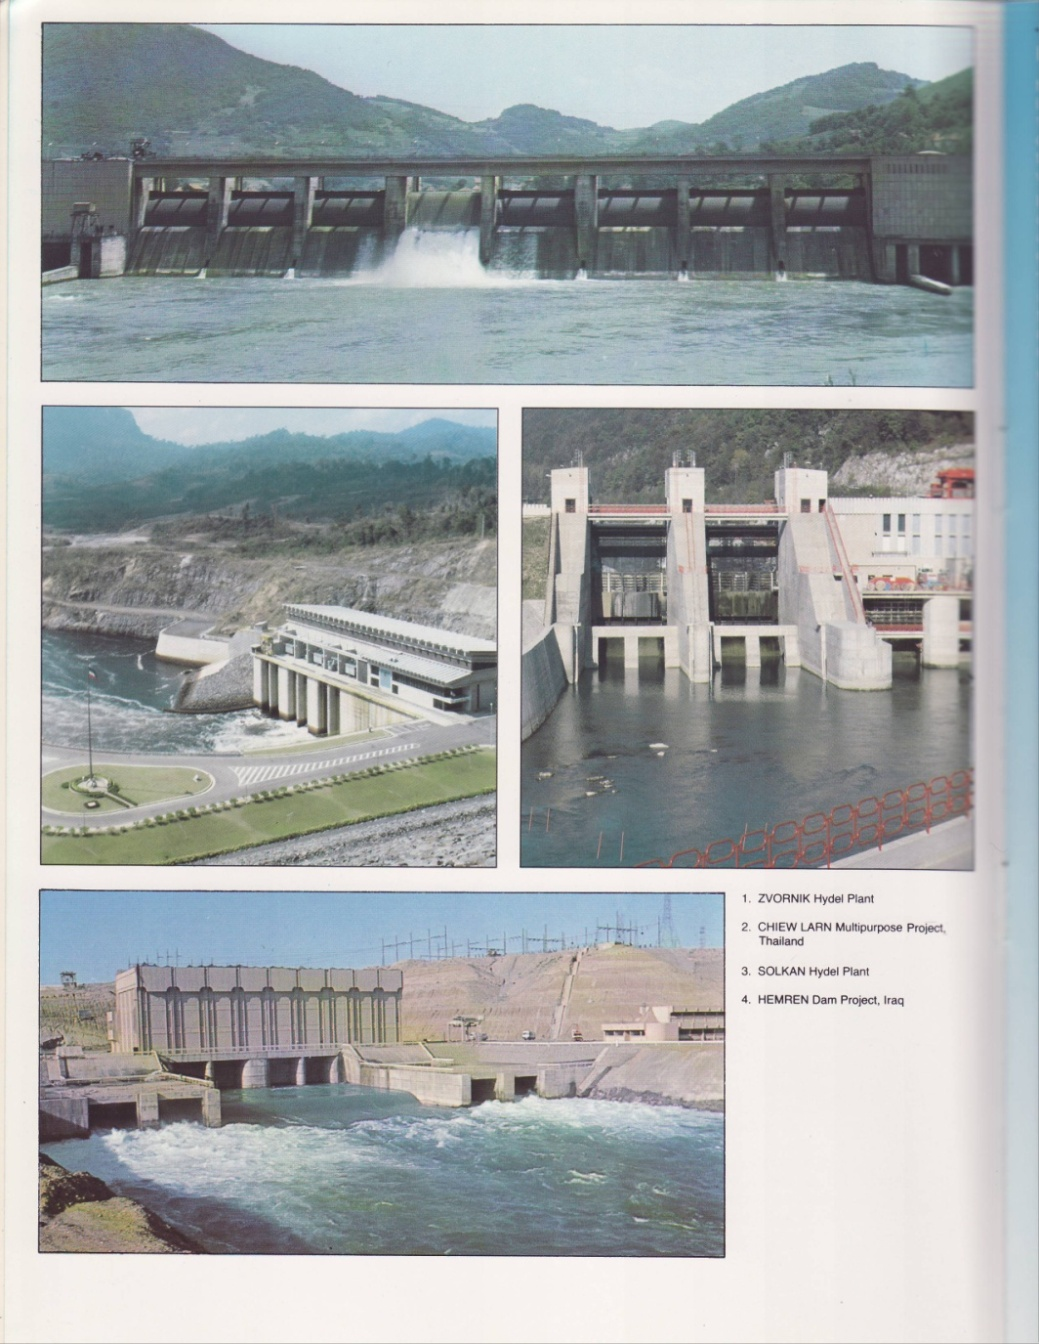 1. ZVORNIK Hydel Plant
2. CHIEW LARN Multipurpose Project,
Thailand
3. SOLKAN Hydel Plant
4. HEMREN Dam Project, Iraq